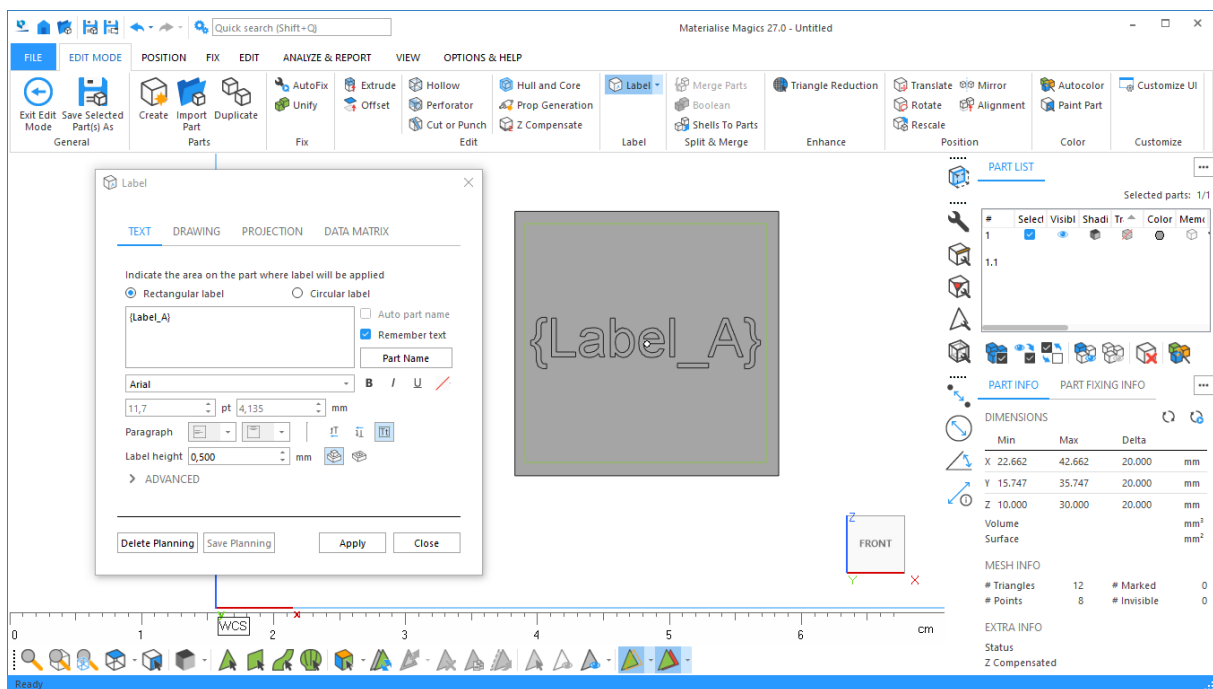 Quick search (Shift+Q)
Materialise Magics 27.0 - Untitled
FILE EDIT MODE POSITION FIX EDIT ANALYZE & REPORT VIEW OPTIONS & HELP
AutoFix Extrude Hollow Hull and Core Label Merge Parts Triangle Reduction Translate Mirror Autocolor Customize UI
Unify Offset Perforator Prop Generation Boolean Rotate Alignment Paint Part
Exit Edit Mode Save Selected Part(s) As Create Import Part Duplicate
Cut or Punch Z Compensate Shells To Parts Rescale
General Parts Fix Edit Label Split & Merge Enhance Position Color Customize
Label
TEXT DRAWING PROJECTION DATA MATRIX
Indicate the area on the part where label will be applied
Rectangular label Circular label
{Label_A}
Auto part name
Remember text
Part Name
Arial B I U
11,7 pt 4,135 mm
Paragraph
Label height 0,500 mm
ADVANCED
Delete Planning Save Planning Apply Close
{Label_A}
Z
FRONT
Y X
WCS
Y X
0 1 2 3 4 5 6 cm
PART LIST
Selected parts: 1/1
# Select Visibl Shadi Tr Color Mem
1
1.1
PART INFO PART FIXING INFO
DIMENSIONS
Min Max Delta
X 22.662 42.662 20.000 mm
Y 15.747 35.747 20.000 mm
Z 10.000 30.000 20.000 mm
Volume mm³
Surface mm²
MESH INFO
# Triangles 12 # Marked 0
# Points 8 # Invisible 0
EXTRA INFO
Status
Z Compensated
Ready